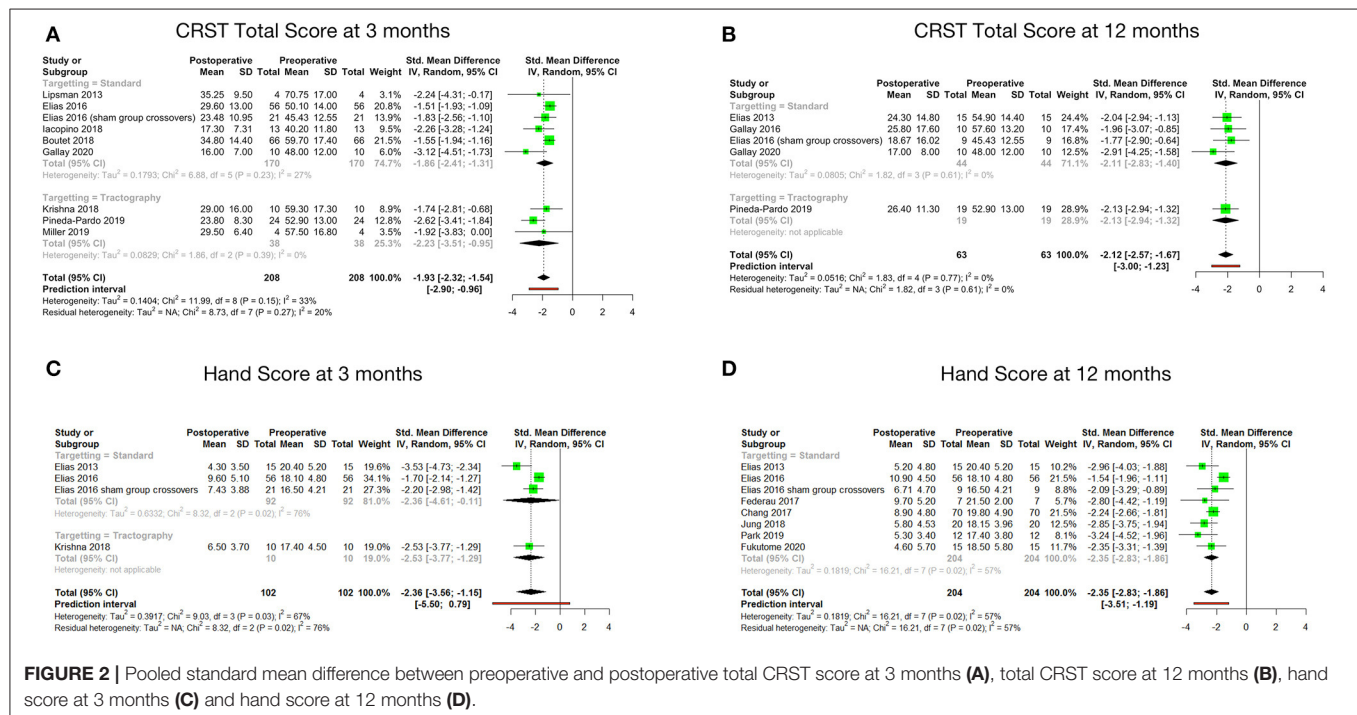 A CRST Total Score at 3 months
Study or Postoperative Preoperative Std. Mean Difference Std. Mean Difference
Subgroup Mean SD Total Mean SD Total Weight IV, Random, 95% CI IV, Random, 95% CI
Targetting = Standard
Lipsman 2013 35.25 9.50 4 70.75 17.00 4 3.1% -2.24 [-4.31; -0.17]
Elias 2016 29.60 13.00 56 50.10 14.00 56 20.8% -1.51 [-1.93; -1.09]
Elias 2016 (sham group crossovers) 23.48 10.95 21 45.43 12.55 21 13.9% -1.83 [-2.56; -1.10]
Iacopino 2018 17.30 7.31 13 40.20 11.80 13 9.5% -2.26 [-3.28; -1.24]
Boutet 2018 34.80 14.40 66 59.70 17.40 66 21.5% -1.55 [-1.94; -1.16]
Gallay 2020 16.00 7.00 10 48.00 12.00 10 6.0% -3.12 [-4.51; -1.73]
Total (95% CI) 170 170 74.7% -1.86 [-2.41; -1.31]
Heterogeneity: Tau² = 0.1793; Chi² = 6.88, df = 5 (P = 0.23); I² = 27%
Targetting = Tractography
Krishna 2018 29.00 16.00 10 59.30 17.30 10 8.9% -1.74 [-2.81; -0.68]
Pineda-Pardo 2019 23.80 8.30 24 52.90 13.00 24 12.8% -2.62 [-3.41; -1.84]
Miller 2019 29.50 6.40 4 57.50 16.80 4 3.5% -1.92 [-3.83; 0.00]
Total (95% CI) 38 38 25.3% -2.23 [-3.51; -0.95]
Heterogeneity: Tau² = 0.0829; Chi² = 1.86, df = 2 (P = 0.39); I² = 0%
Total (95% CI) 208 208 100.0% -1.93 [-2.32; -1.54]
Prediction interval [-2.90; -0.96]
Heterogeneity: Tau² = 0.1404; Chi² = 11.99, df = 8 (P = 0.15); I² = 33%
Residual heterogeneity: Tau² = NA; Chi² = 8.73, df = 7 (P = 0.27); I² = 20%
-4 -2 0 2 4
B CRST Total Score at 12 months
Study or Postoperative Preoperative Std. Mean Difference Std. Mean Difference
Subgroup Mean SD Total Mean SD Total Weight IV, Random, 95% CI IV, Random, 95% CI
Targetting = Standard
Elias 2013 24.30 14.80 15 54.90 14.40 15 24.4% -2.04 [-2.94; -1.13]
Gallay 2016 25.80 17.60 10 57.60 13.20 10 17.4% -1.96 [-3.07; -0.85]
Elias 2016 (sham group crossovers) 18.67 16.02 9 45.43 12.55 9 16.8% -1.77 [-2.90; -0.64]
Gallay 2020 17.00 8.00 10 48.00 12.00 10 12.5% -2.91 [-4.25; -1.58]
Total (95% CI) 44 44 71.1% -2.11 [-2.83; -1.40]
Heterogeneity: Tau² = 0.0805; Chi² = 1.82, df = 3 (P = 0.61); I² = 0%
Targetting = Tractography
Pineda-Pardo 2019 26.40 11.30 19 52.90 13.00 19 28.9% -2.13 [-2.94; -1.32]
Total (95% CI) 19 19 28.9% -2.13 [-2.94; -1.32]
Heterogeneity: not applicable
Total (95% CI) 63 63 100.0% -2.12 [-2.57; -1.67]
Prediction interval [-3.00; -1.23]
Heterogeneity: Tau² = 0.0516; Chi² = 1.83, df = 4 (P = 0.77); I² = 0%
Residual heterogeneity: Tau² = NA; Chi² = 1.82, df = 3 (P = 0.61); I² = 0%
-4 -2 0 2 4
C Hand Score at 3 months
Study or Postoperative Preoperative Std. Mean Difference Std. Mean Difference
Subgroup Mean SD Total Mean SD Total Weight IV, Random, 95% CI IV, Random, 95% CI
Targetting = Standard
Elias 2013 4.30 3.50 15 20.40 5.20 15 19.6% -3.53 [-4.73; -2.34]
Elias 2016 9.60 5.10 56 18.10 4.80 56 34.1% -1.70 [-2.14; -1.27]
Elias 2016 sham group crossovers 7.43 3.88 21 16.50 4.21 21 27.3% -2.20 [-2.98; -1.42]
Total (95% CI) 92 92 81.0% -2.36 [-4.61; -0.11]
Heterogeneity: Tau² = 0.6332; Chi² = 8.32, df = 2 (P = 0.02); I² = 76%
Targetting = Tractography
Krishna 2018 6.50 3.70 10 17.40 4.50 10 19.0% -2.53 [-3.77; -1.29]
Total (95% CI) 10 10 19.0% -2.53 [-3.77; -1.29]
Heterogeneity: not applicable
Total (95% CI) 102 102 100.0% -2.36 [-3.56; -1.15]
Prediction interval [-5.50; 0.79]
Heterogeneity: Tau² = 0.3917; Chi² = 9.03, df = 3 (P = 0.03); I² = 67%
Residual heterogeneity: Tau² = NA; Chi² = 8.32, df = 2 (P = 0.02); I² = 76%
-4 -2 0 2 4
D Hand Score at 12 months
Study or Postoperative Preoperative Std. Mean Difference Std. Mean Difference
Subgroup Mean SD Total Mean SD Total Weight IV, Random, 95% CI IV, Random, 95% CI
Targetting = Standard
Elias 2013 5.20 4.80 15 20.40 5.20 15 10.2% -2.96 [-4.03; -1.88]
Elias 2016 10.90 4.50 56 18.10 4.80 56 21.5% -1.54 [-1.96; -1.11]
Elias 2016 sham group crossovers 6.71 4.70 9 16.50 4.21 9 8.8% -2.09 [-3.29; -0.89]
Federau 2017 9.70 5.20 7 21.50 2.00 7 5.7% -2.80 [-4.42; -1.19]
Chang 2017 8.90 4.80 70 19.80 4.90 70 21.5% -2.24 [-2.66; -1.81]
Jung 2018 5.80 4.53 20 18.15 3.96 20 12.5% -2.85 [-3.75; -1.94]
Park 2019 5.30 3.40 12 17.40 3.80 12 8.1% -3.24 [-4.52; -1.96]
Fukutome 2020 4.60 5.70 15 18.50 5.80 15 11.7% -2.35 [-3.31; -1.39]
Total (95% CI) 204 204 100.0% -2.35 [-2.83; -1.86]
Heterogeneity: Tau² = 0.1819; Chi² = 16.21, df = 7 (P = 0.02); I² = 57%
Total (95% CI) 204 204 100.0% -2.35 [-2.83; -1.86]
Prediction interval [-3.51; -1.19]
Heterogeneity: Tau² = 0.1819; Chi² = 16.21, df = 7 (P = 0.02); I² = 57%
Residual heterogeneity: Tau² = NA; Chi² = 16.21, df = 7 (P = 0.02); I² = 57%
-4 -2 0 2 4
FIGURE 2 | Pooled standard mean difference between preoperative and postoperative total CRST score at 3 months (A), total CRST score at 12 months (B), hand
score at 3 months (C) and hand score at 12 months (D).